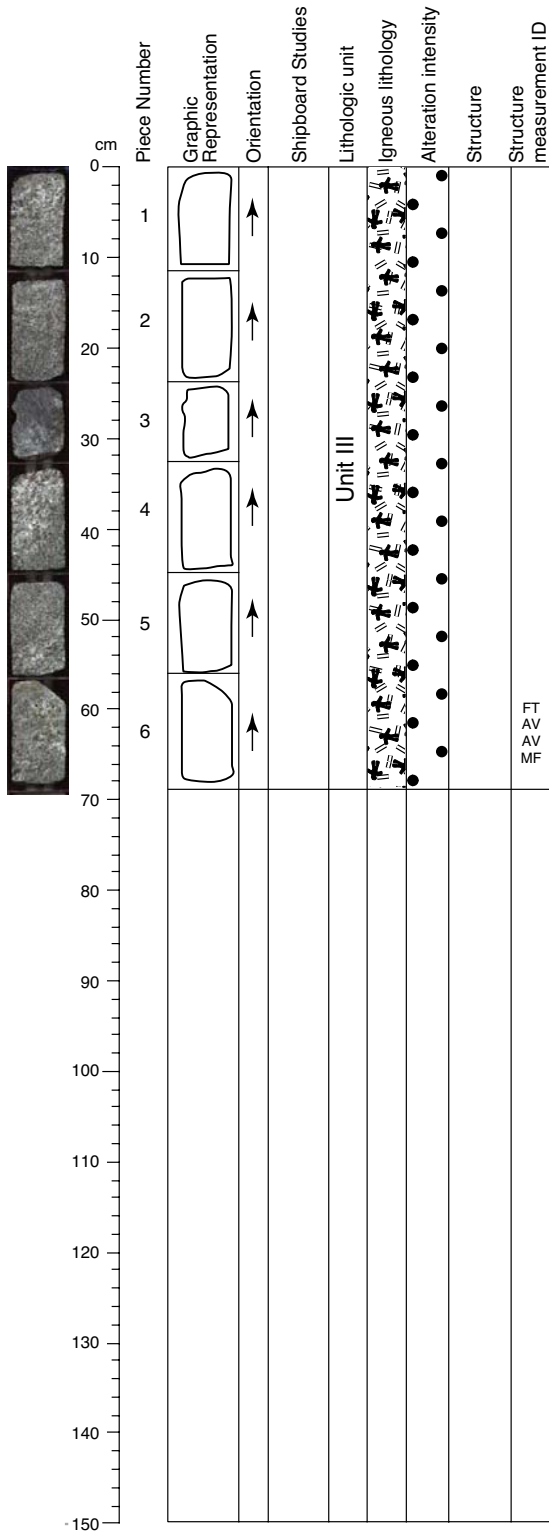 cm
Piece Number
Graphic
Representation
Orientation
Shipboard Studies
Lithologic unit
Igneous lithology
Alteration intensity
Structure
Structure
measurement ID
0
10
20
30
40
50
60
70
80
90
100
110
120
130
140
150
1
2
3
4
5
6
Unit III
FT
AV
AV
MF